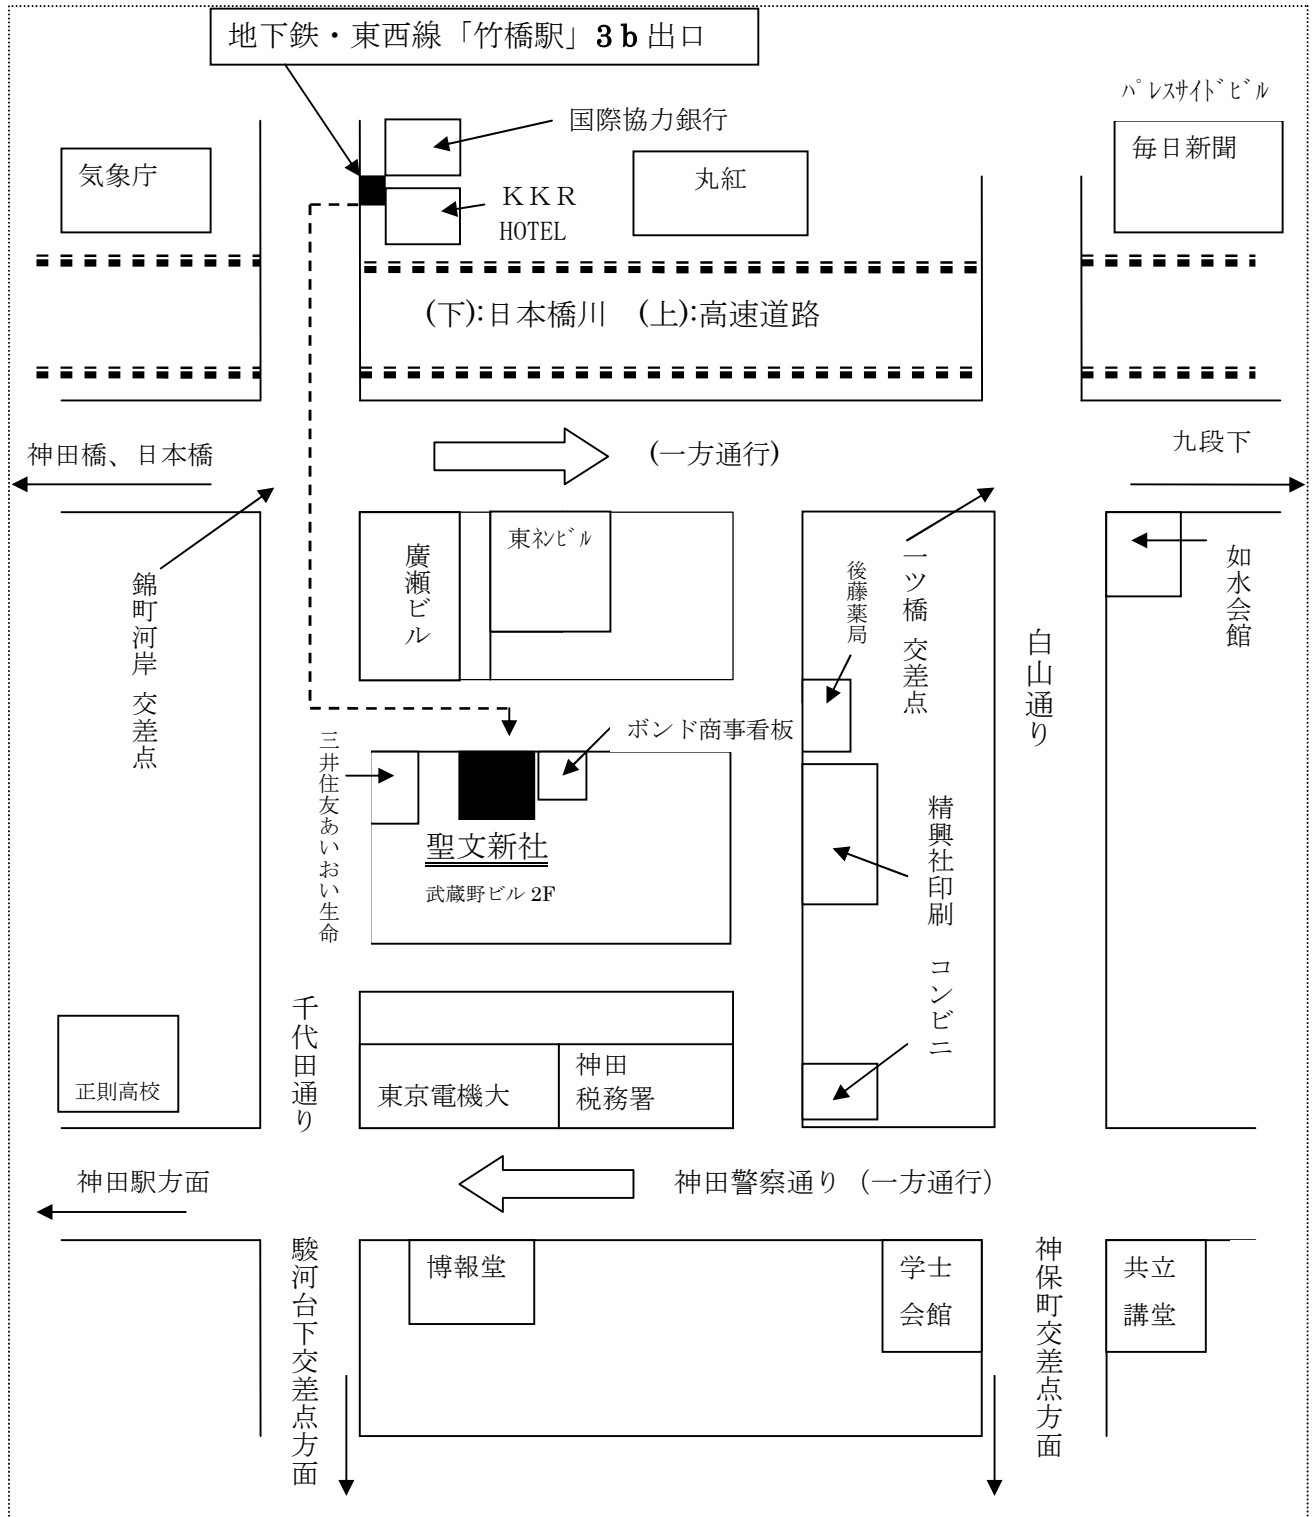 地下鉄・東西線「竹橋駅」3b出口
パレスサイドビル
国際協力銀行
気象庁
毎日新聞
丸紅
KKR
HOTEL
(下):日本橋川 (上):高速道路
神田橋、日本橋
(一方通行)
九段下
廣瀬ビル
東ネンビル
錦町河岸 交差点
後藤薬局
一ツ橋 交差点
白山通り
如水会館
三井住友あいおい生命
ボンド商事看板
聖文新社
武蔵野ビル 2F
精興社印刷
コンビニ
千代田通り
正則高校
東京電機大
神田
税務署
神田駅方面
神田警察通り (一方通行)
駿河台下交差点方面
博報堂
学士
会館
神保町交差点方面
共立
講堂